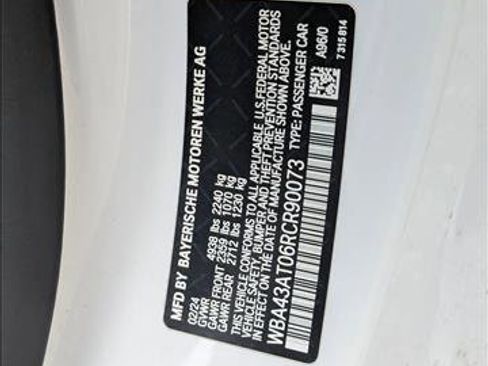 MFD BY BAYERISCHE MOTOREN WERKE AG
02/24
GVWR 4938 lbs 2240 kg
GAWR FRONT 2359 lbs 1070 kg
GAWR REAR 2712 lbs 1230 kg
THIS VEHICLE CONFORMS TO ALL APPLICABLE U.S.FEDERAL MOTOR
VEHICLE SAFETY, BUMPER AND THEFT PREVENTION STANDARDS
IN EFFECT ON THE DATE OF MANUFACTURE SHOWN ABOVE.
WBA43AT06RCR90073 TYPE: PASSENGER CAR
A96/0
7 315 814